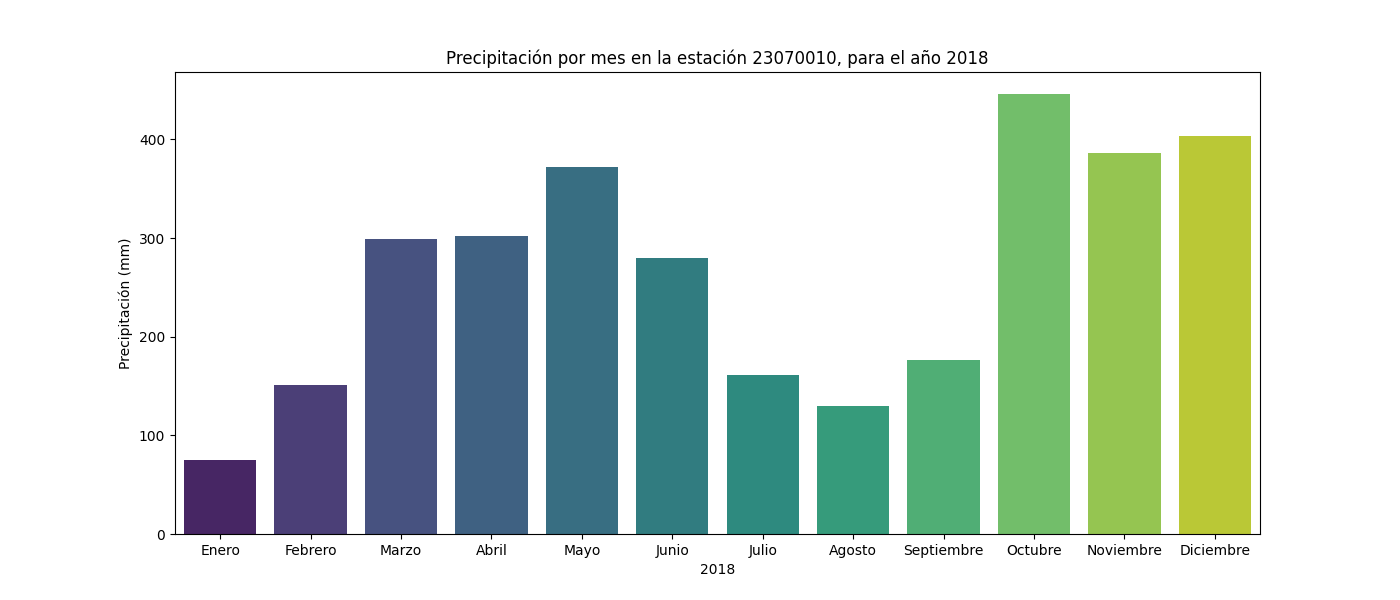 Precipitación por mes en la estación 23070010, para el año 2018
Precipitación (mm)
400
300
200
100
0
Enero Febrero Marzo Abril Mayo Junio Julio Agosto Septiembre Octubre Noviembre Diciembre
2018